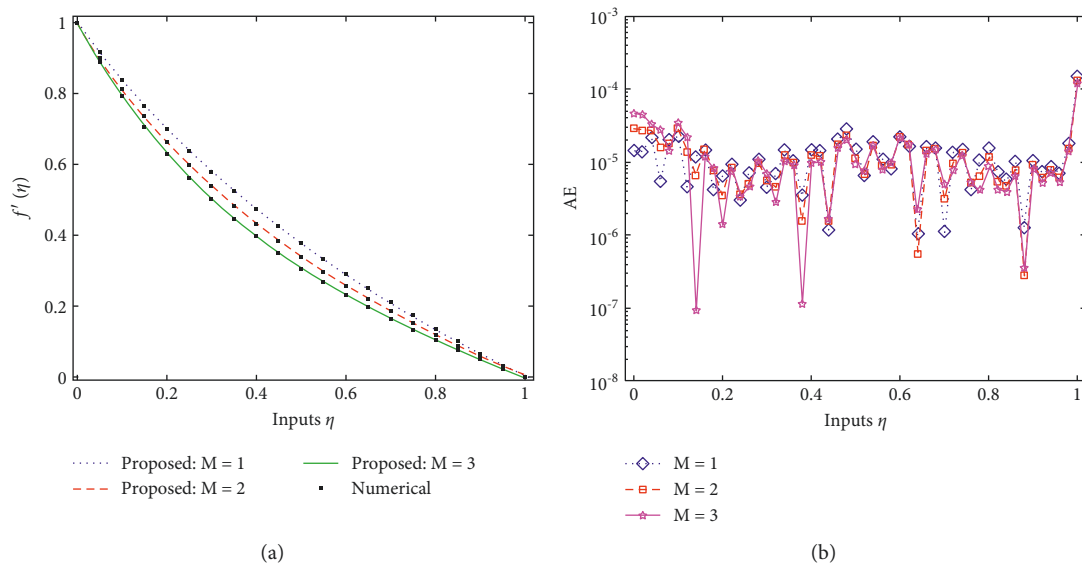 1
0.8
0.6
0.4
0.2
0
f′ (η)
0 0.2 0.4 0.6 0.8 1
Inputs η
Proposed: M = 1
Proposed: M = 2
Proposed: M = 3
Numerical
(a)
10⁻³
10⁻⁴
10⁻⁵
10⁻⁶
10⁻⁷
10⁻⁸
AE
0 0.2 0.4 0.6 0.8 1
Inputs η
M = 1
M = 2
M = 3
(b)